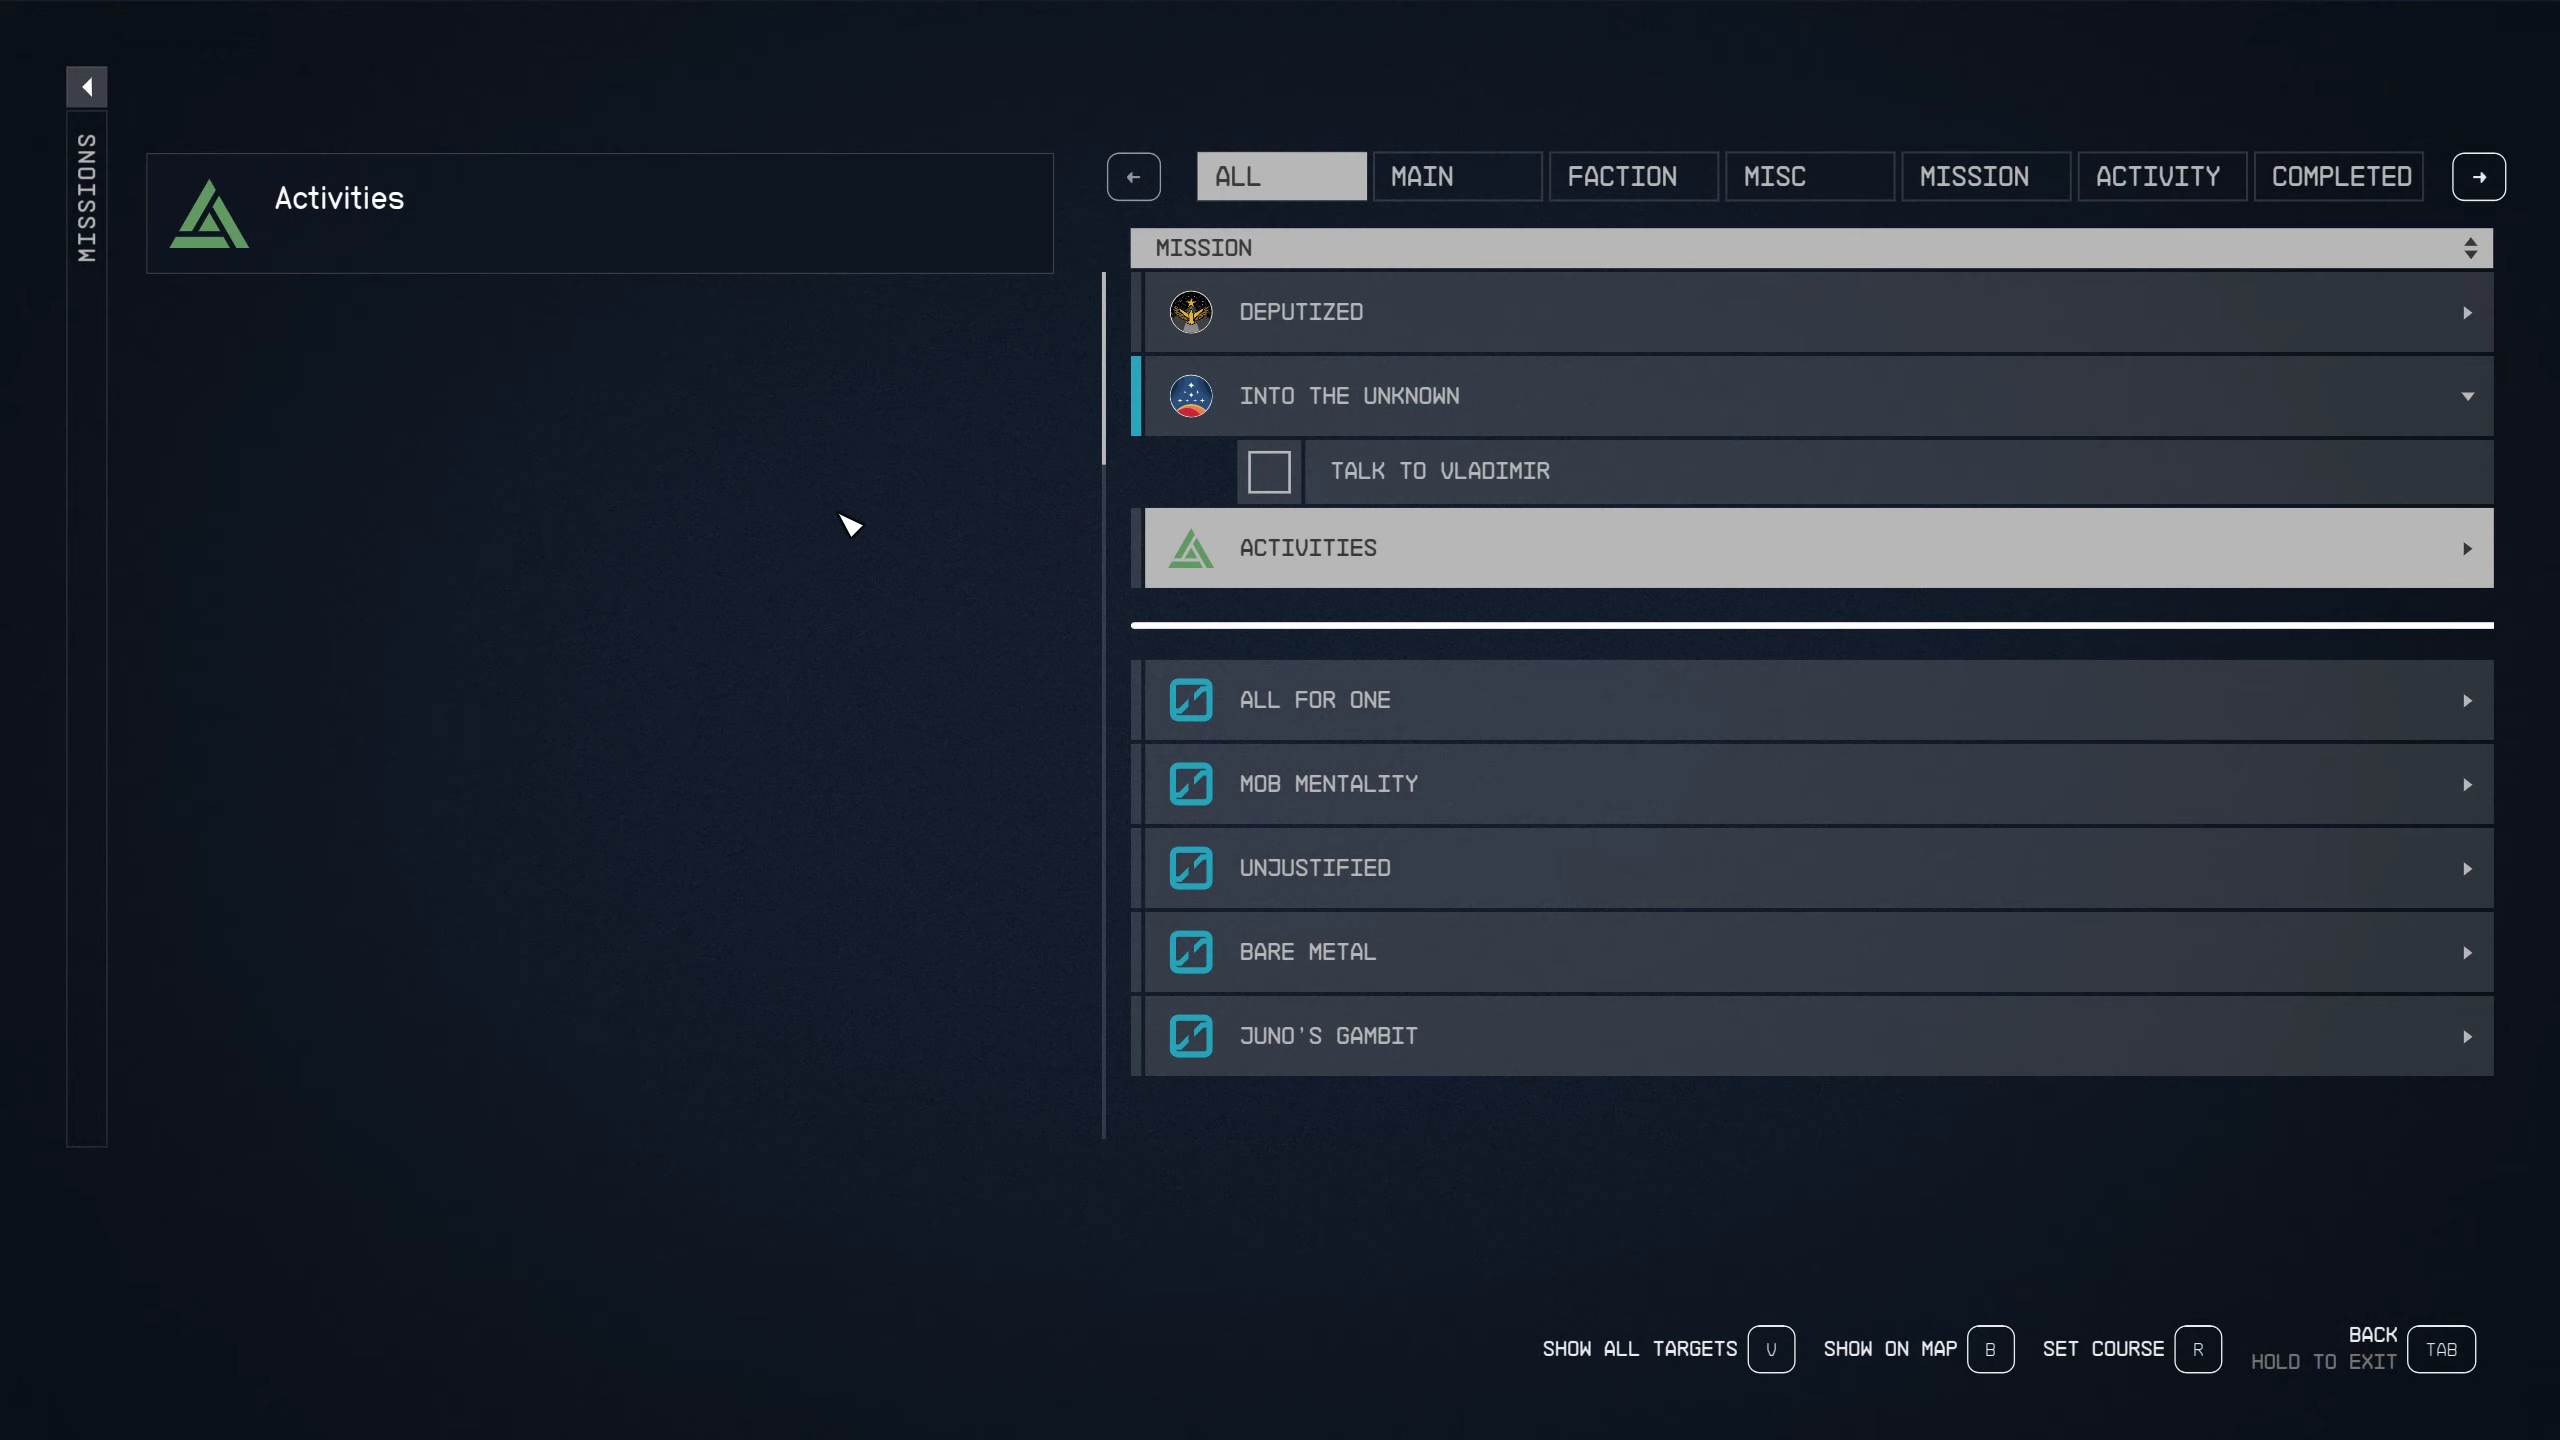 MISSIONS
Activities
ALL
MAIN
FACTION
MISC
MISSION
ACTIVITY
COMPLETED
MISSION
DEPUTIZED
INTO THE UNKNOWN
TALK TO VLADIMIR
ACTIVITIES
ALL FOR ONE
MOB MENTALITY
UNJUSTIFIED
BARE METAL
JUNO'S GAMBIT
SHOW ALL TARGETS V
SHOW ON MAP B
SET COURSE R
BACK
HOLD TO EXIT
TAB